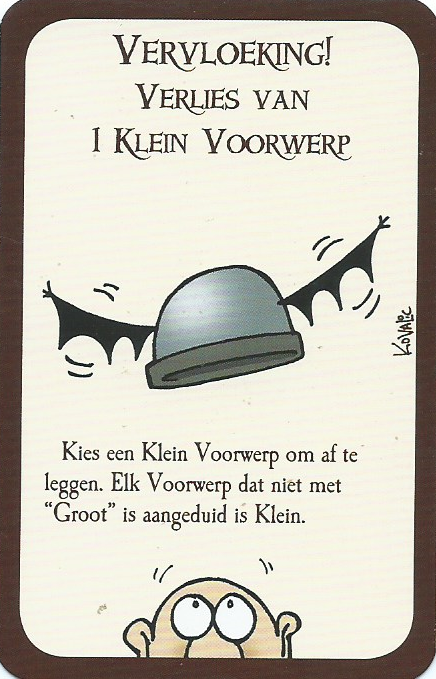 Vervloeking!
Verlies van
1 Klein Voorwerp
Kovalic
Kies een Klein Voorwerp om af te
leggen. Elk Voorwerp dat niet met
“Groot” is aangeduid is Klein.